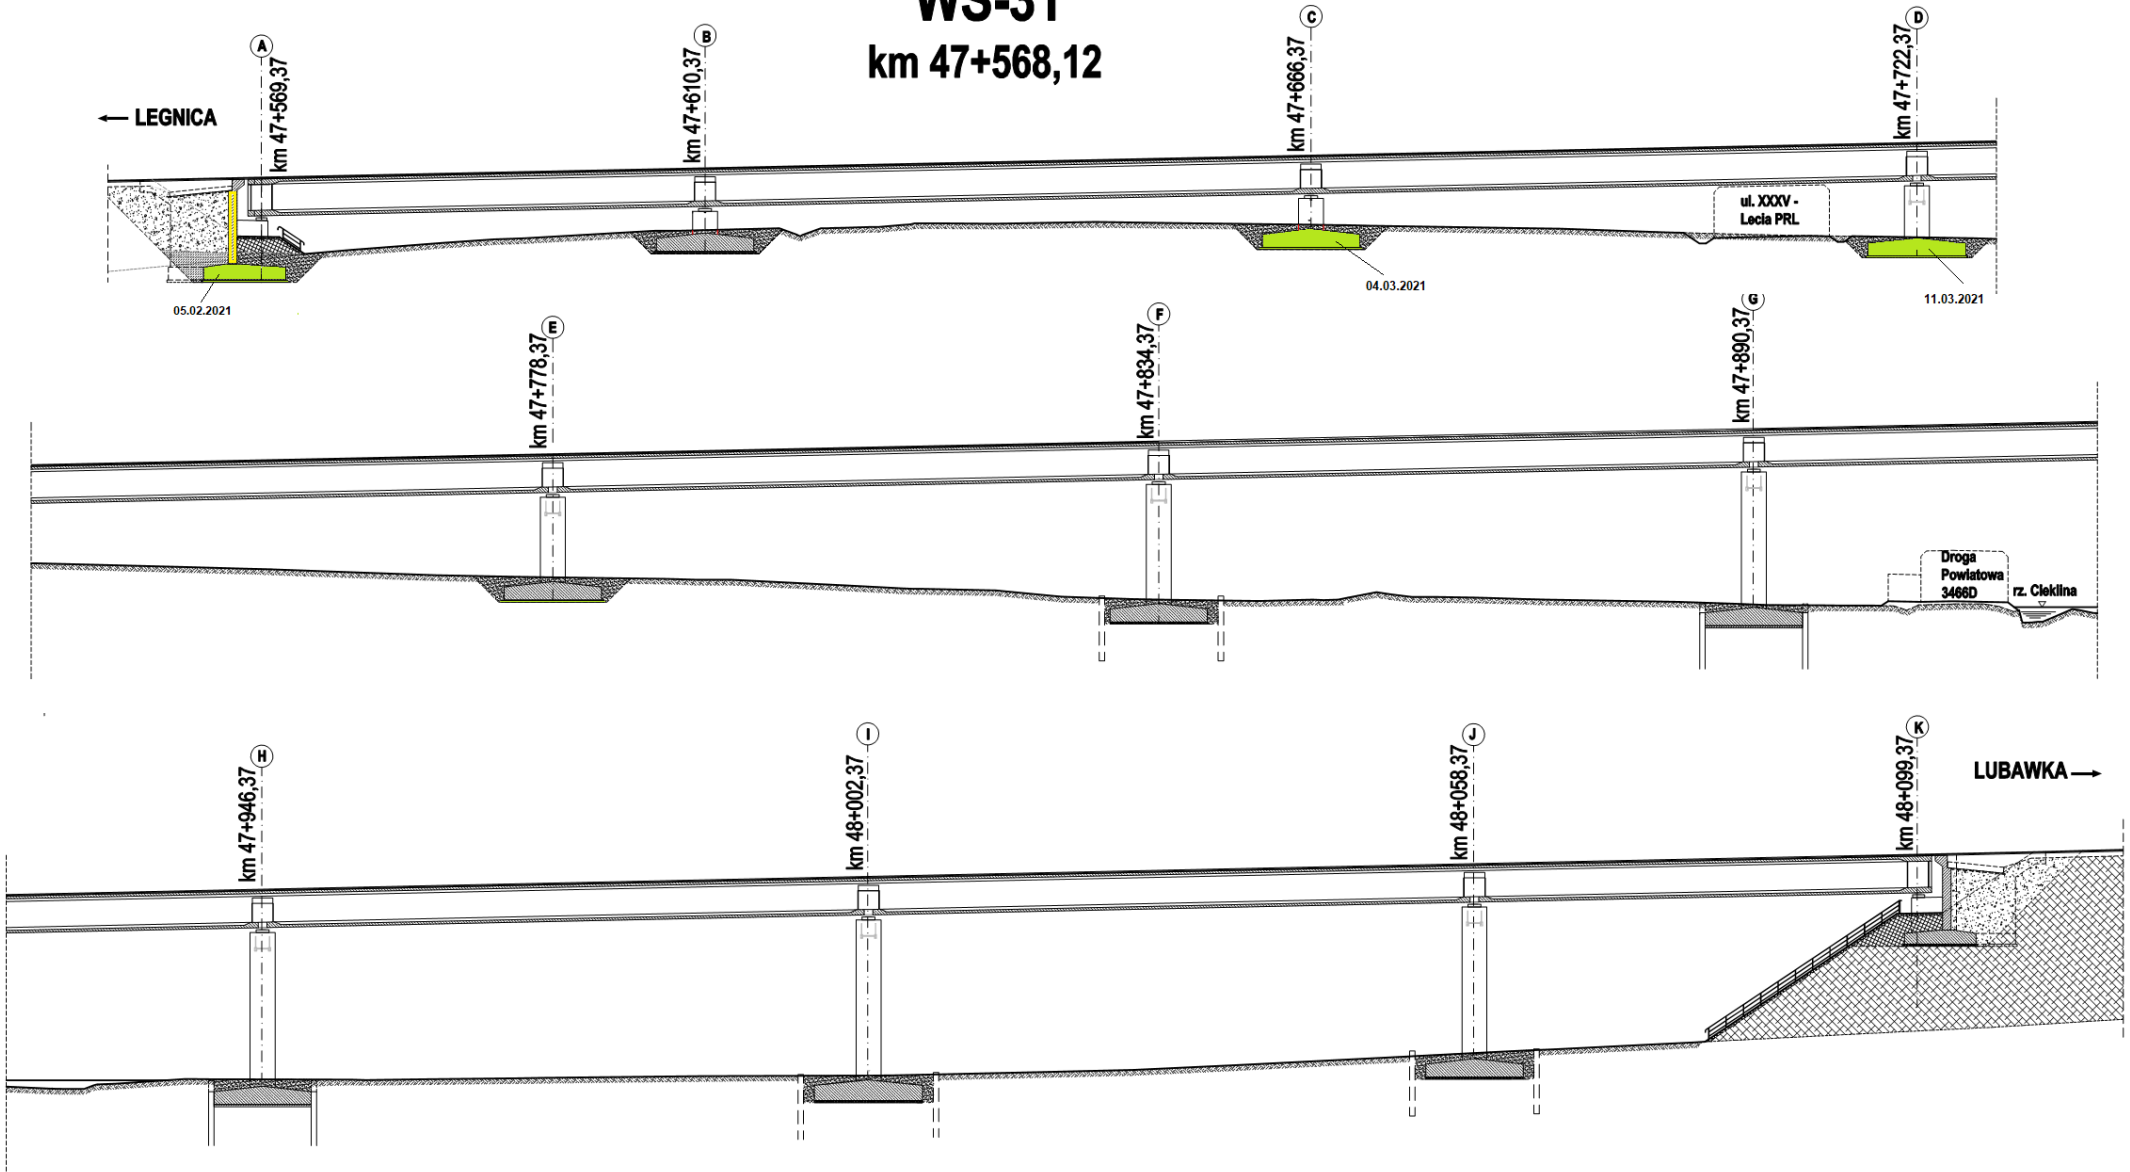 WS-31
km 47+568,12
← LEGNICA
A
km 47+569,37
B
km 47+610,37
C
km 47+666,37
D
km 47+722,37
ul. XXXV -
Lecia PRL
05.02.2021
04.03.2021
11.03.2021
E
km 47+778,37
F
km 47+834,37
G
km 47+890,37
Droga
Powiatowa
3466D
rz. Cieklina
H
km 47+946,37
I
km 48+002,37
J
km 48+058,37
K
km 48+099,37
LUBAWKA →